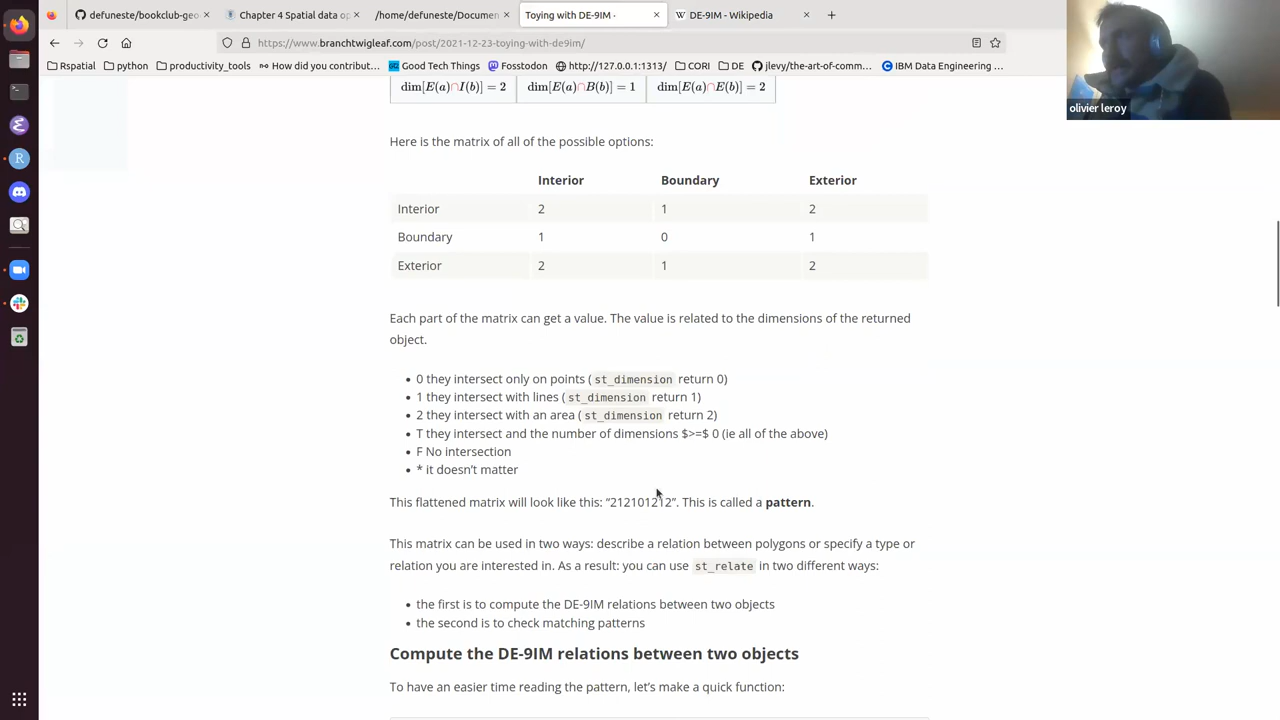 defuneste/bookclub-geo
Chapter 4 Spatial data op
/home/defuneste/Documen
Toying with DE-9IM ·
DE-9IM - Wikipedia
https://www.branchtwigleaf.com/post/2021-12-23-toying-with-de9im/
Rspatial
python
productivity_tools
How did you contribut…
Good Tech Things
Fosstodon
http://127.0.0.1:1313/
CORI
DE
jlevy/the-art-of-comm…
IBM Data Engineering …
olivier leroy
dim[E(a)∩I(b)] = 2 dim[E(a)∩B(b)] = 1 dim[E(a)∩E(b)] = 2
Here is the matrix of all of the possible options:
Interior Boundary Exterior
Interior 2 1 2
Boundary 1 0 1
Exterior 2 1 2
Each part of the matrix can get a value. The value is related to the dimensions of the returned
object.
• 0 they intersect only on points ( st_dimension return 0)
• 1 they intersect with lines ( st_dimension return 1)
• 2 they intersect with an area ( st_dimension return 2)
• T they intersect and the number of dimensions $>=$ 0 (ie all of the above)
• F No intersection
• * it doesn't matter
This flattened matrix will look like this: “212101212”. This is called a pattern.
This matrix can be used in two ways: describe a relation between polygons or specify a type or
relation you are interested in. As a result: you can use st_relate in two different ways:
• the first is to compute the DE-9IM relations between two objects
• the second is to check matching patterns
Compute the DE-9IM relations between two objects
To have an easier time reading the pattern, let's make a quick function: